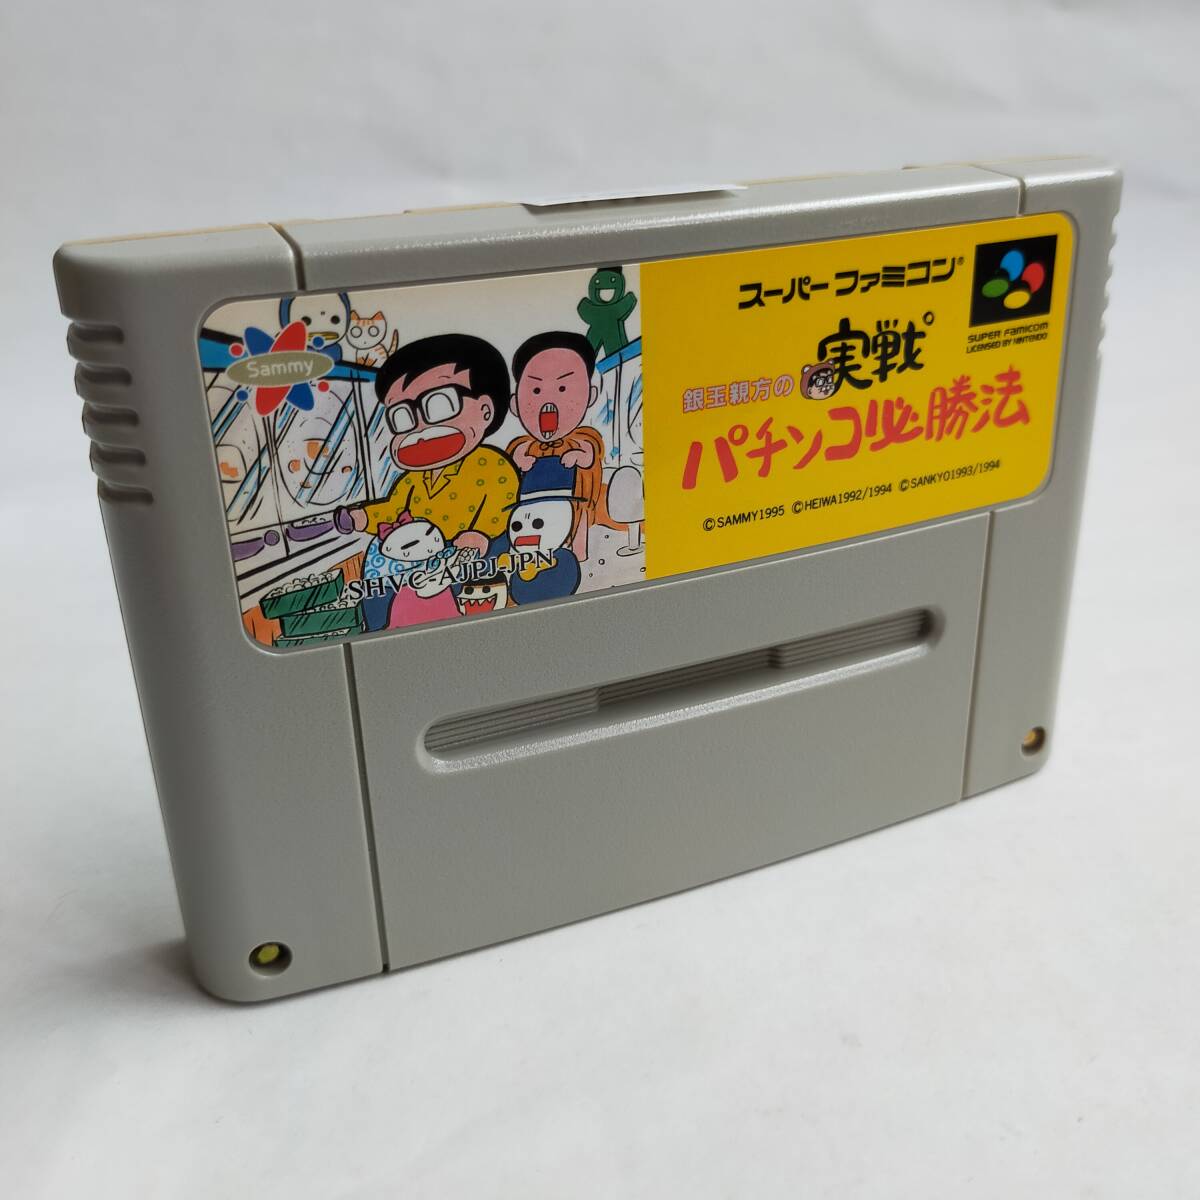 Sammy
SHVC-AJPJ-JPN
スーパーファミコン®
SUPER FAMICOM
LICENSED BY NINTENDO
実戦
銀玉親方の
パチンコ必勝法
©SAMMY1995 ©HEIWA1992/1994 ©SANKYO1993/1994